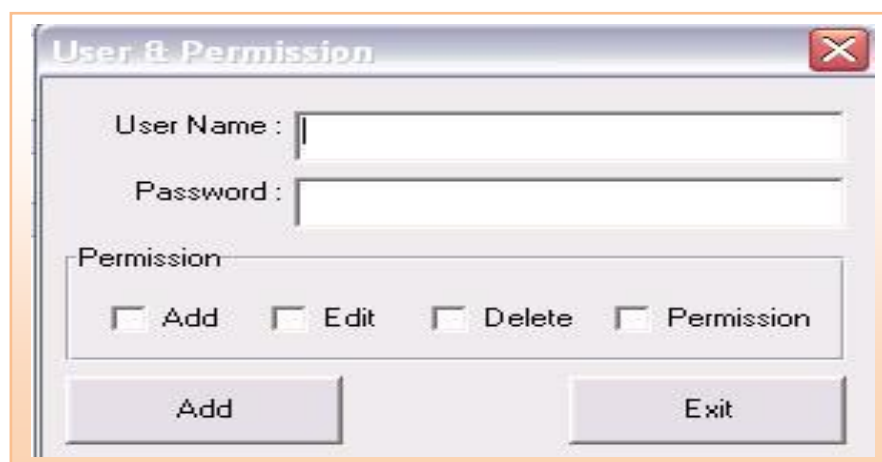 User & Permission
User Name :
Password :
Permission
Add Edit Delete Permission
Add Exit